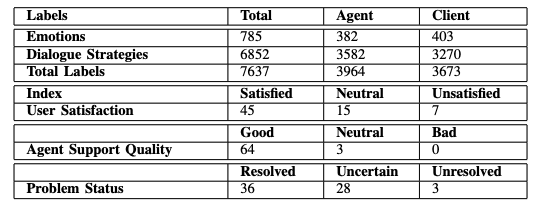 Labels Total Agent Client
Emotions 785 382 403
Dialogue Strategies 6852 3582 3270
Total Labels 7637 3964 3673
Index Satisfied Neutral Unsatisfied
User Satisfaction 45 15 7
Good Neutral Bad
Agent Support Quality 64 3 0
Resolved Uncertain Unresolved
Problem Status 36 28 3